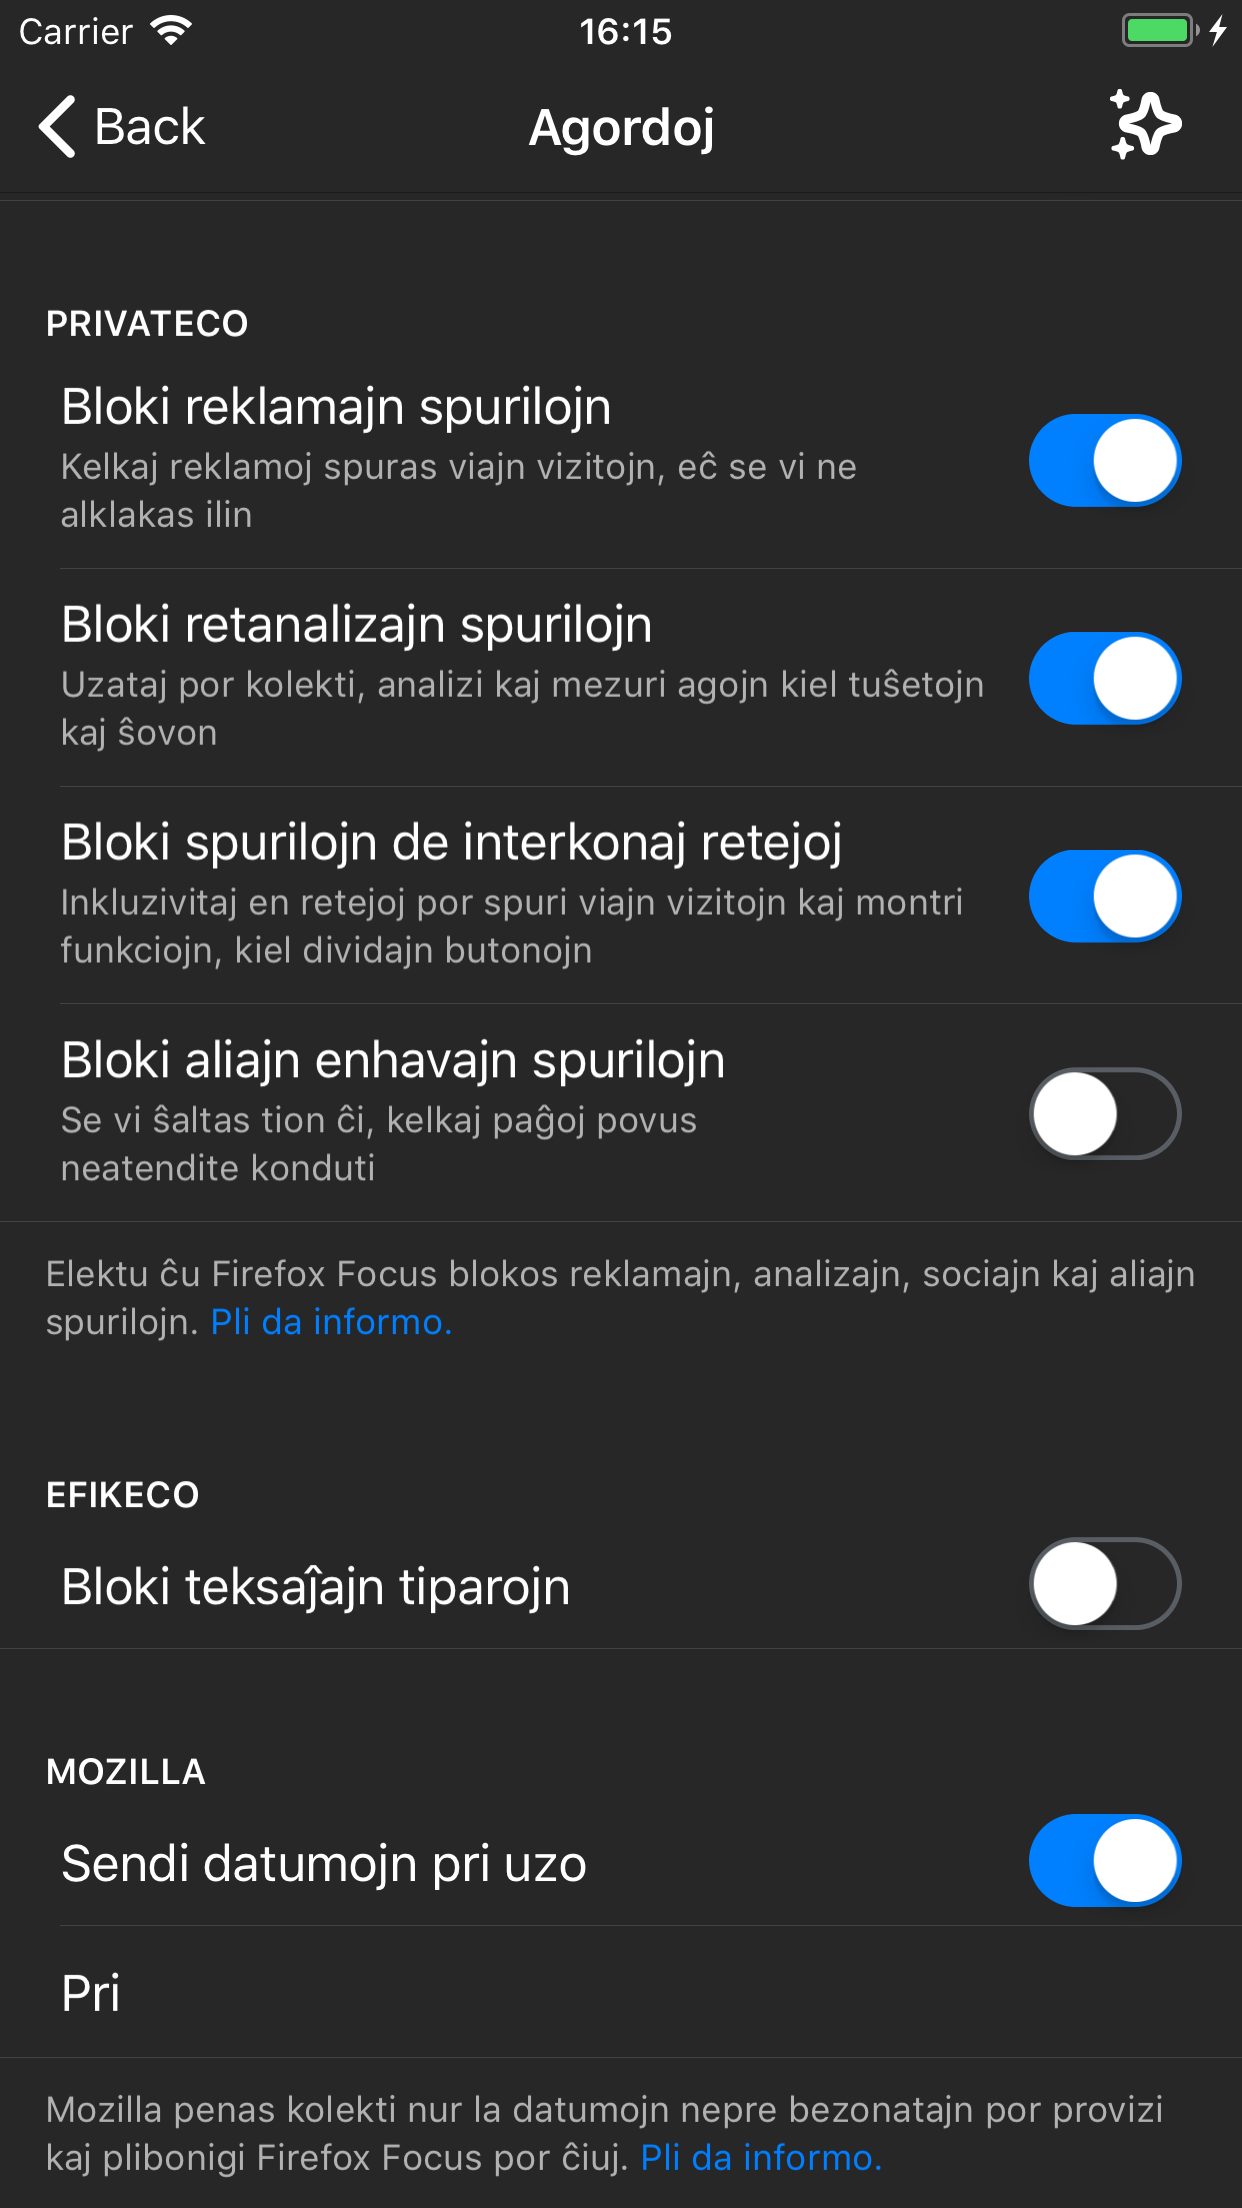 Carrier 16:15
Back Agordoj
PRIVATECO
Bloki reklamajn spurilojn
Kelkaj reklamoj spuras viajn vizitojn, eĉ se vi ne
alklakas ilin
Bloki retanalizajn spurilojn
Uzataj por kolekti, analizi kaj mezuri agojn kiel tuŝetojn
kaj ŝovon
Bloki spurilojn de interkonaj retejoj
Inkluzivitaj en retejoj por spuri viajn vizitojn kaj montri
funkciojn, kiel dividajn butonojn
Bloki aliajn enhavajn spurilojn
Se vi ŝaltas tion ĉi, kelkaj paĝoj povus
neatendite konduti
Elektu ĉu Firefox Focus blokos reklamajn, analizajn, sociajn kaj aliajn
spurilojn. Pli da informo.
EFIKECO
Bloki teksaĵajn tiparojn
MOZILLA
Sendi datumojn pri uzo
Pri
Mozilla penas kolekti nur la datumojn nepre bezonatajn por provizi
kaj plibonigi Firefox Focus por ĉiuj. Pli da informo.